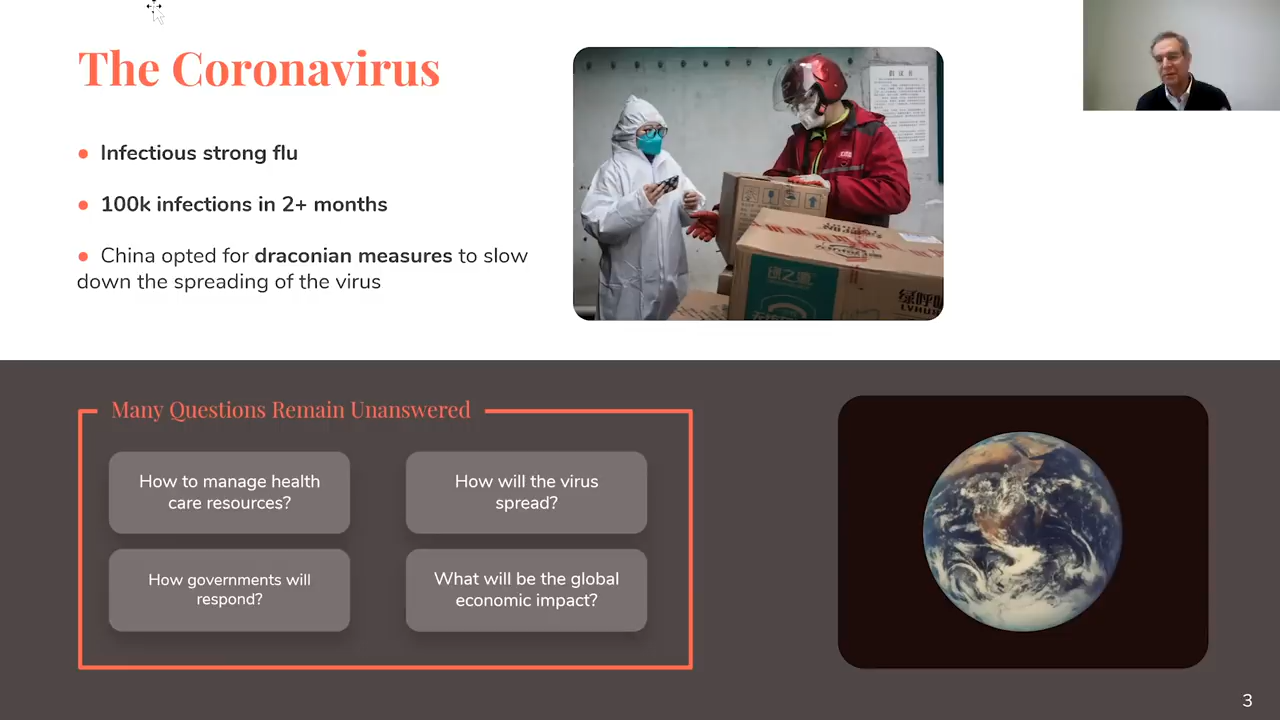 The Coronavirus
Infectious strong flu
100k infections in 2+ months
China opted for draconian measures to slow
down the spreading of the virus
Many Questions Remain Unanswered
How to manage health
care resources?
How will the virus
spread?
How governments will
respond?
What will be the global
economic impact?
3